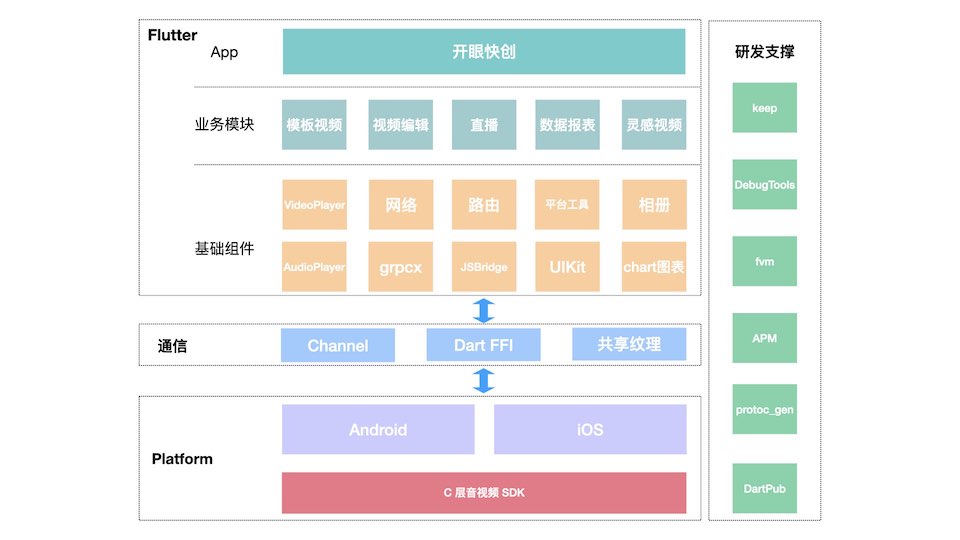 Flutter
App
开眼快创
业务模块
模板视频
视频编辑
直播
数据报表
灵感视频
基础组件
VideoPlayer
网络
路由
平台工具
相册
AudioPlayer
grpcx
JSBridge
UIKit
chart图表
通信
Channel
Dart FFI
共享纹理
Platform
Android
iOS
C 层音视频 SDK
研发支撑
keep
DebugTools
fvm
APM
protoc_gen
DartPub